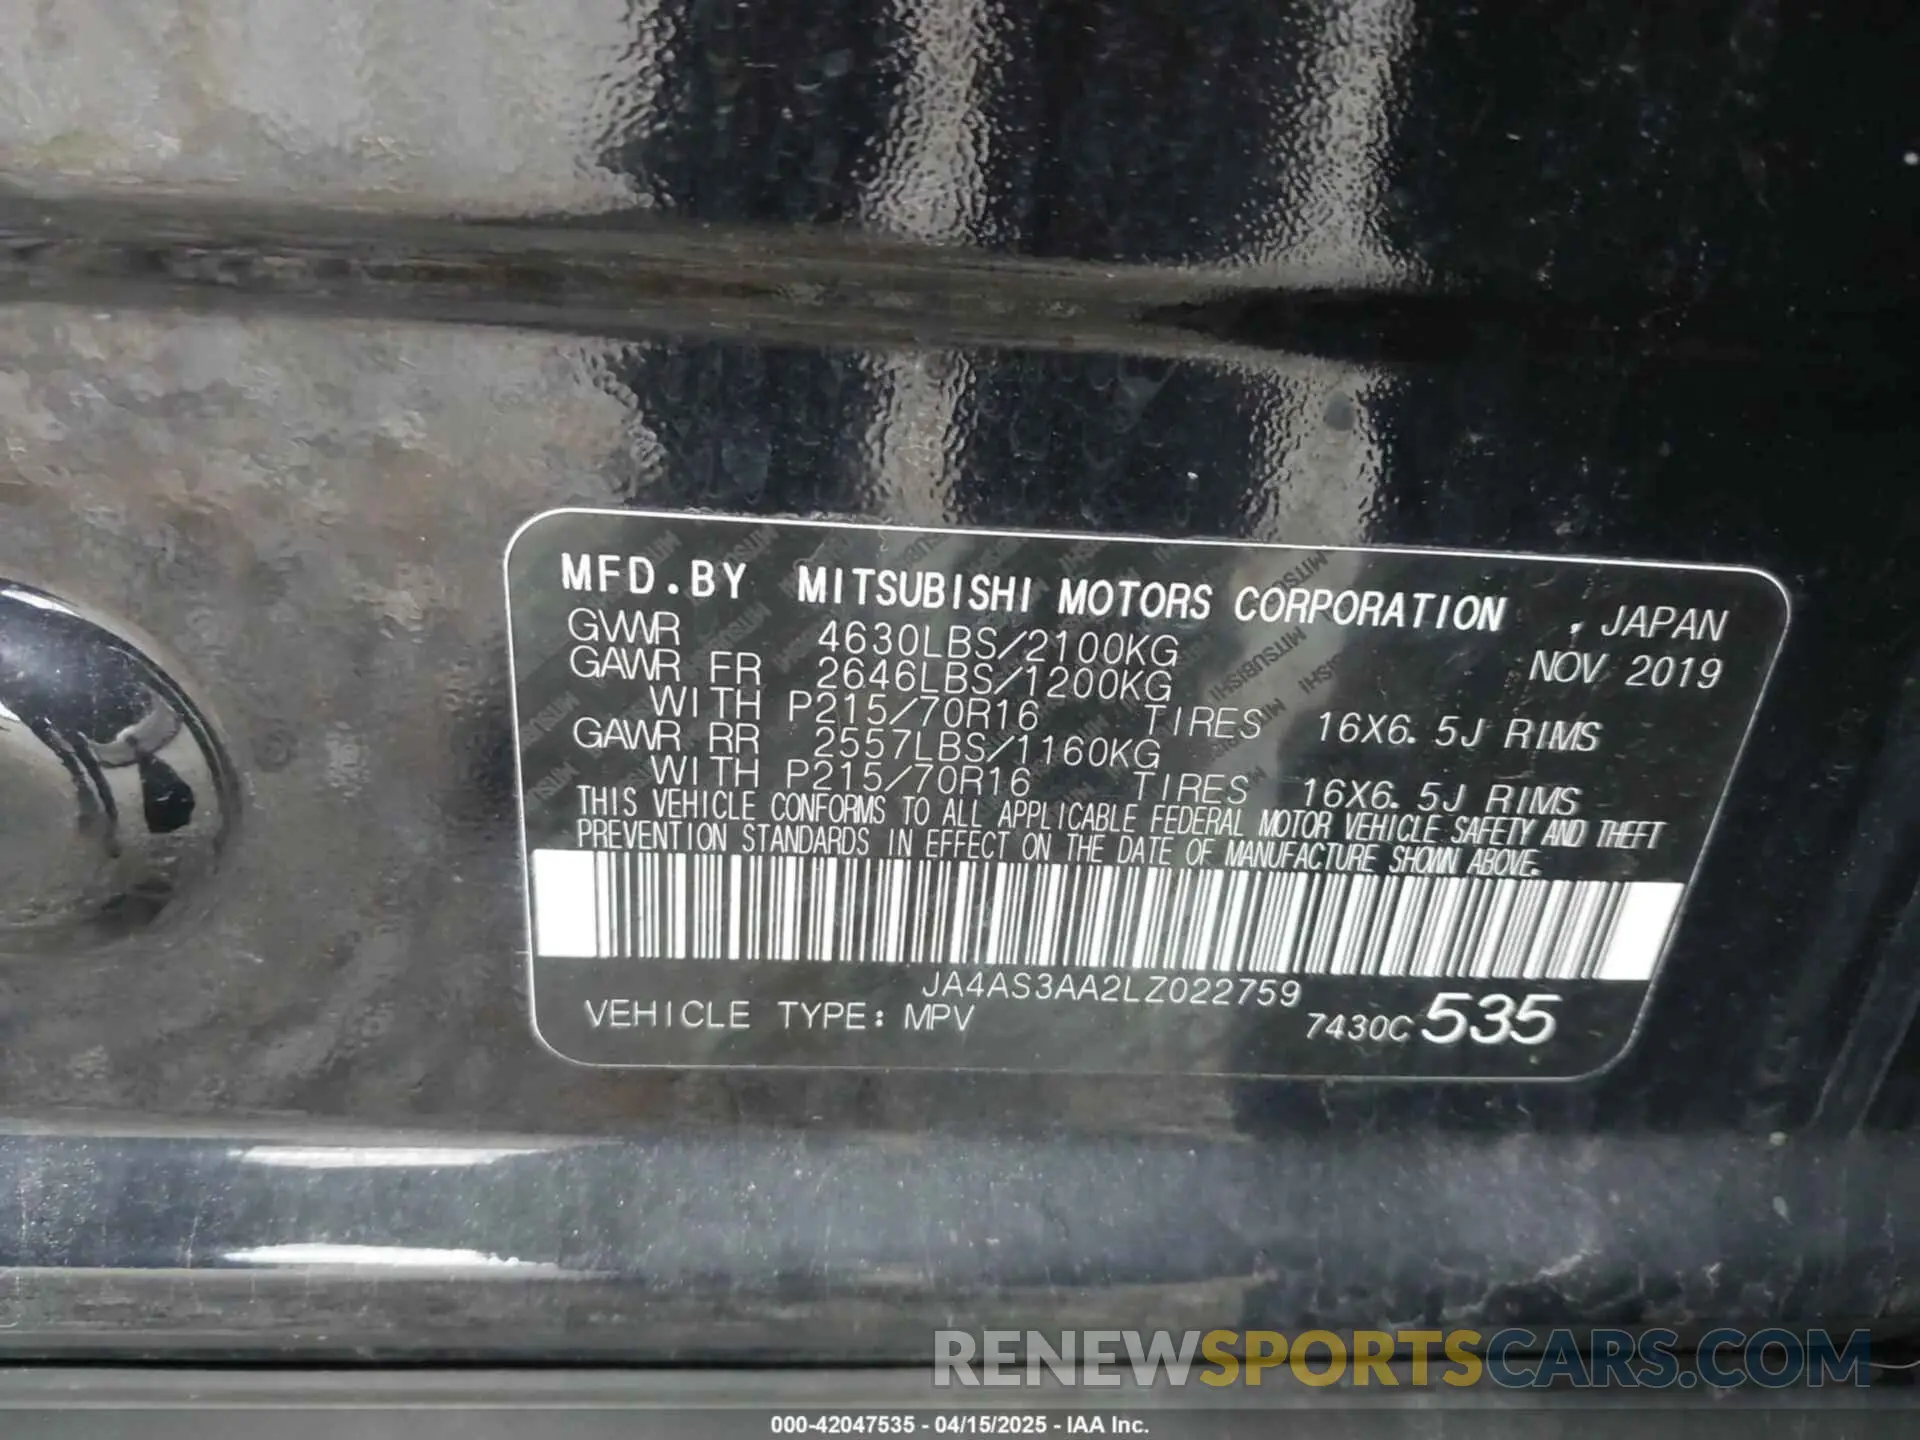 MFD.BY MITSUBISHI MOTORS CORPORATION , JAPAN
GVWR 4630LBS/2100KG NOV 2019
GAWR FR 2646LBS/1200KG
WITH P215/70R16 TIRES 16X6.5J RIMS
GAWR RR 2557LBS/1160KG
WITH P215/70R16 TIRES 16X6.5J RIMS
THIS VEHICLE CONFORMS TO ALL APPLICABLE FEDERAL MOTOR VEHICLE SAFETY AND THEFT
PREVENTION STANDARDS IN EFFECT ON THE DATE OF MANUFACTURE SHOWN ABOVE.
JA4AS3AA2LZ022759
VEHICLE TYPE: MPV 7430C 535
RENEWSPORTSCARS.COM
000-42047535 - 04/15/2025 - IAA Inc.